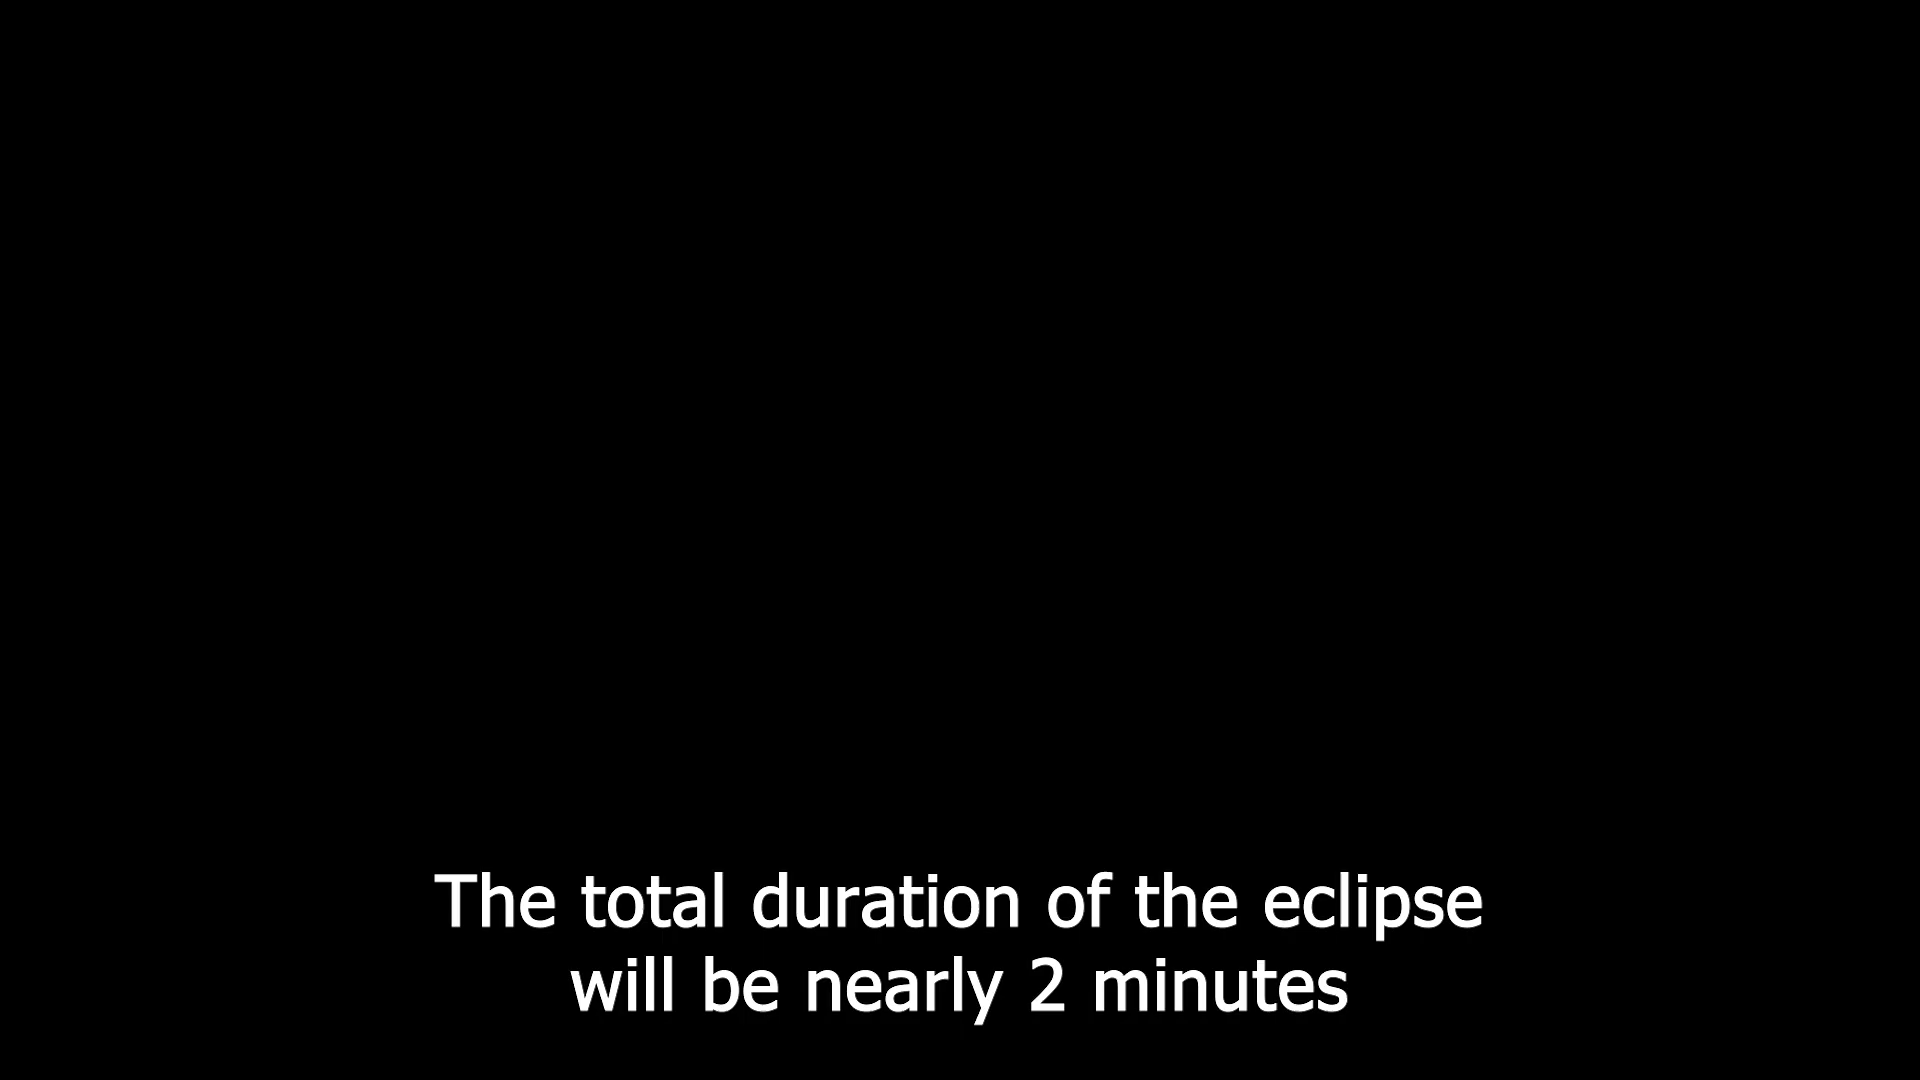 The total duration of the eclipse
will be nearly 2 minutes